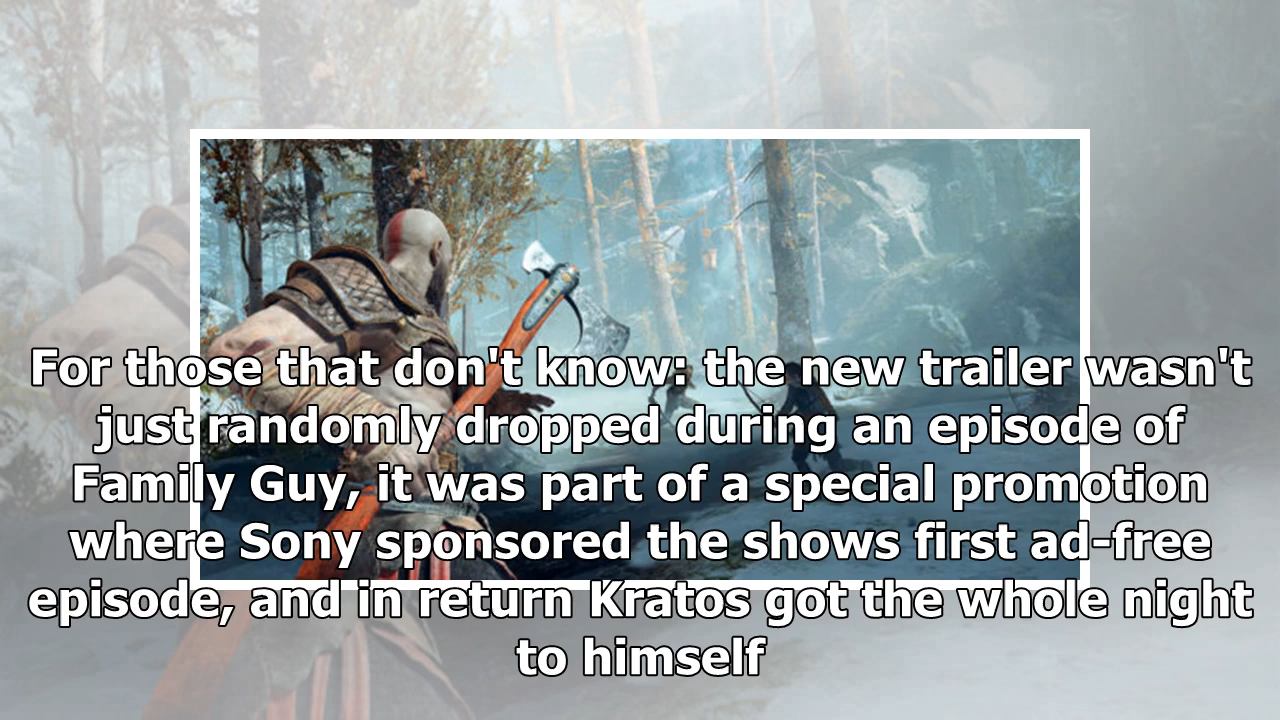 For those that don't know: the new trailer wasn't
just randomly dropped during an episode of
Family Guy, it was part of a special promotion
where Sony sponsored the shows first ad-free
episode, and in return Kratos got the whole night
to himself